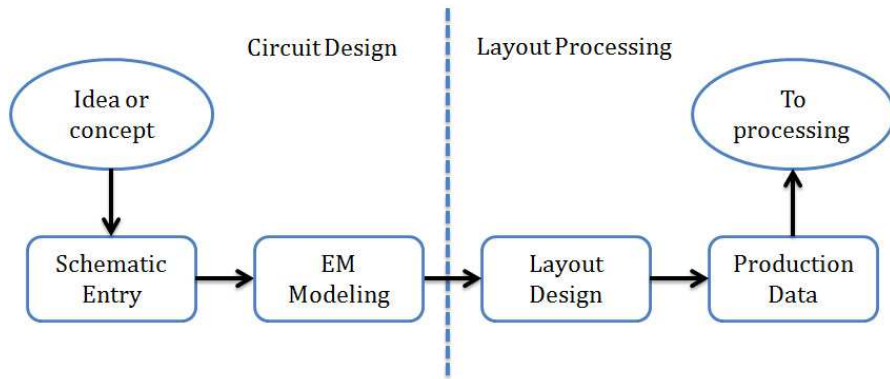 Circuit Design
Layout Processing
Idea or
concept
To
processing
Schematic
Entry
EM
Modeling
Layout
Design
Production
Data